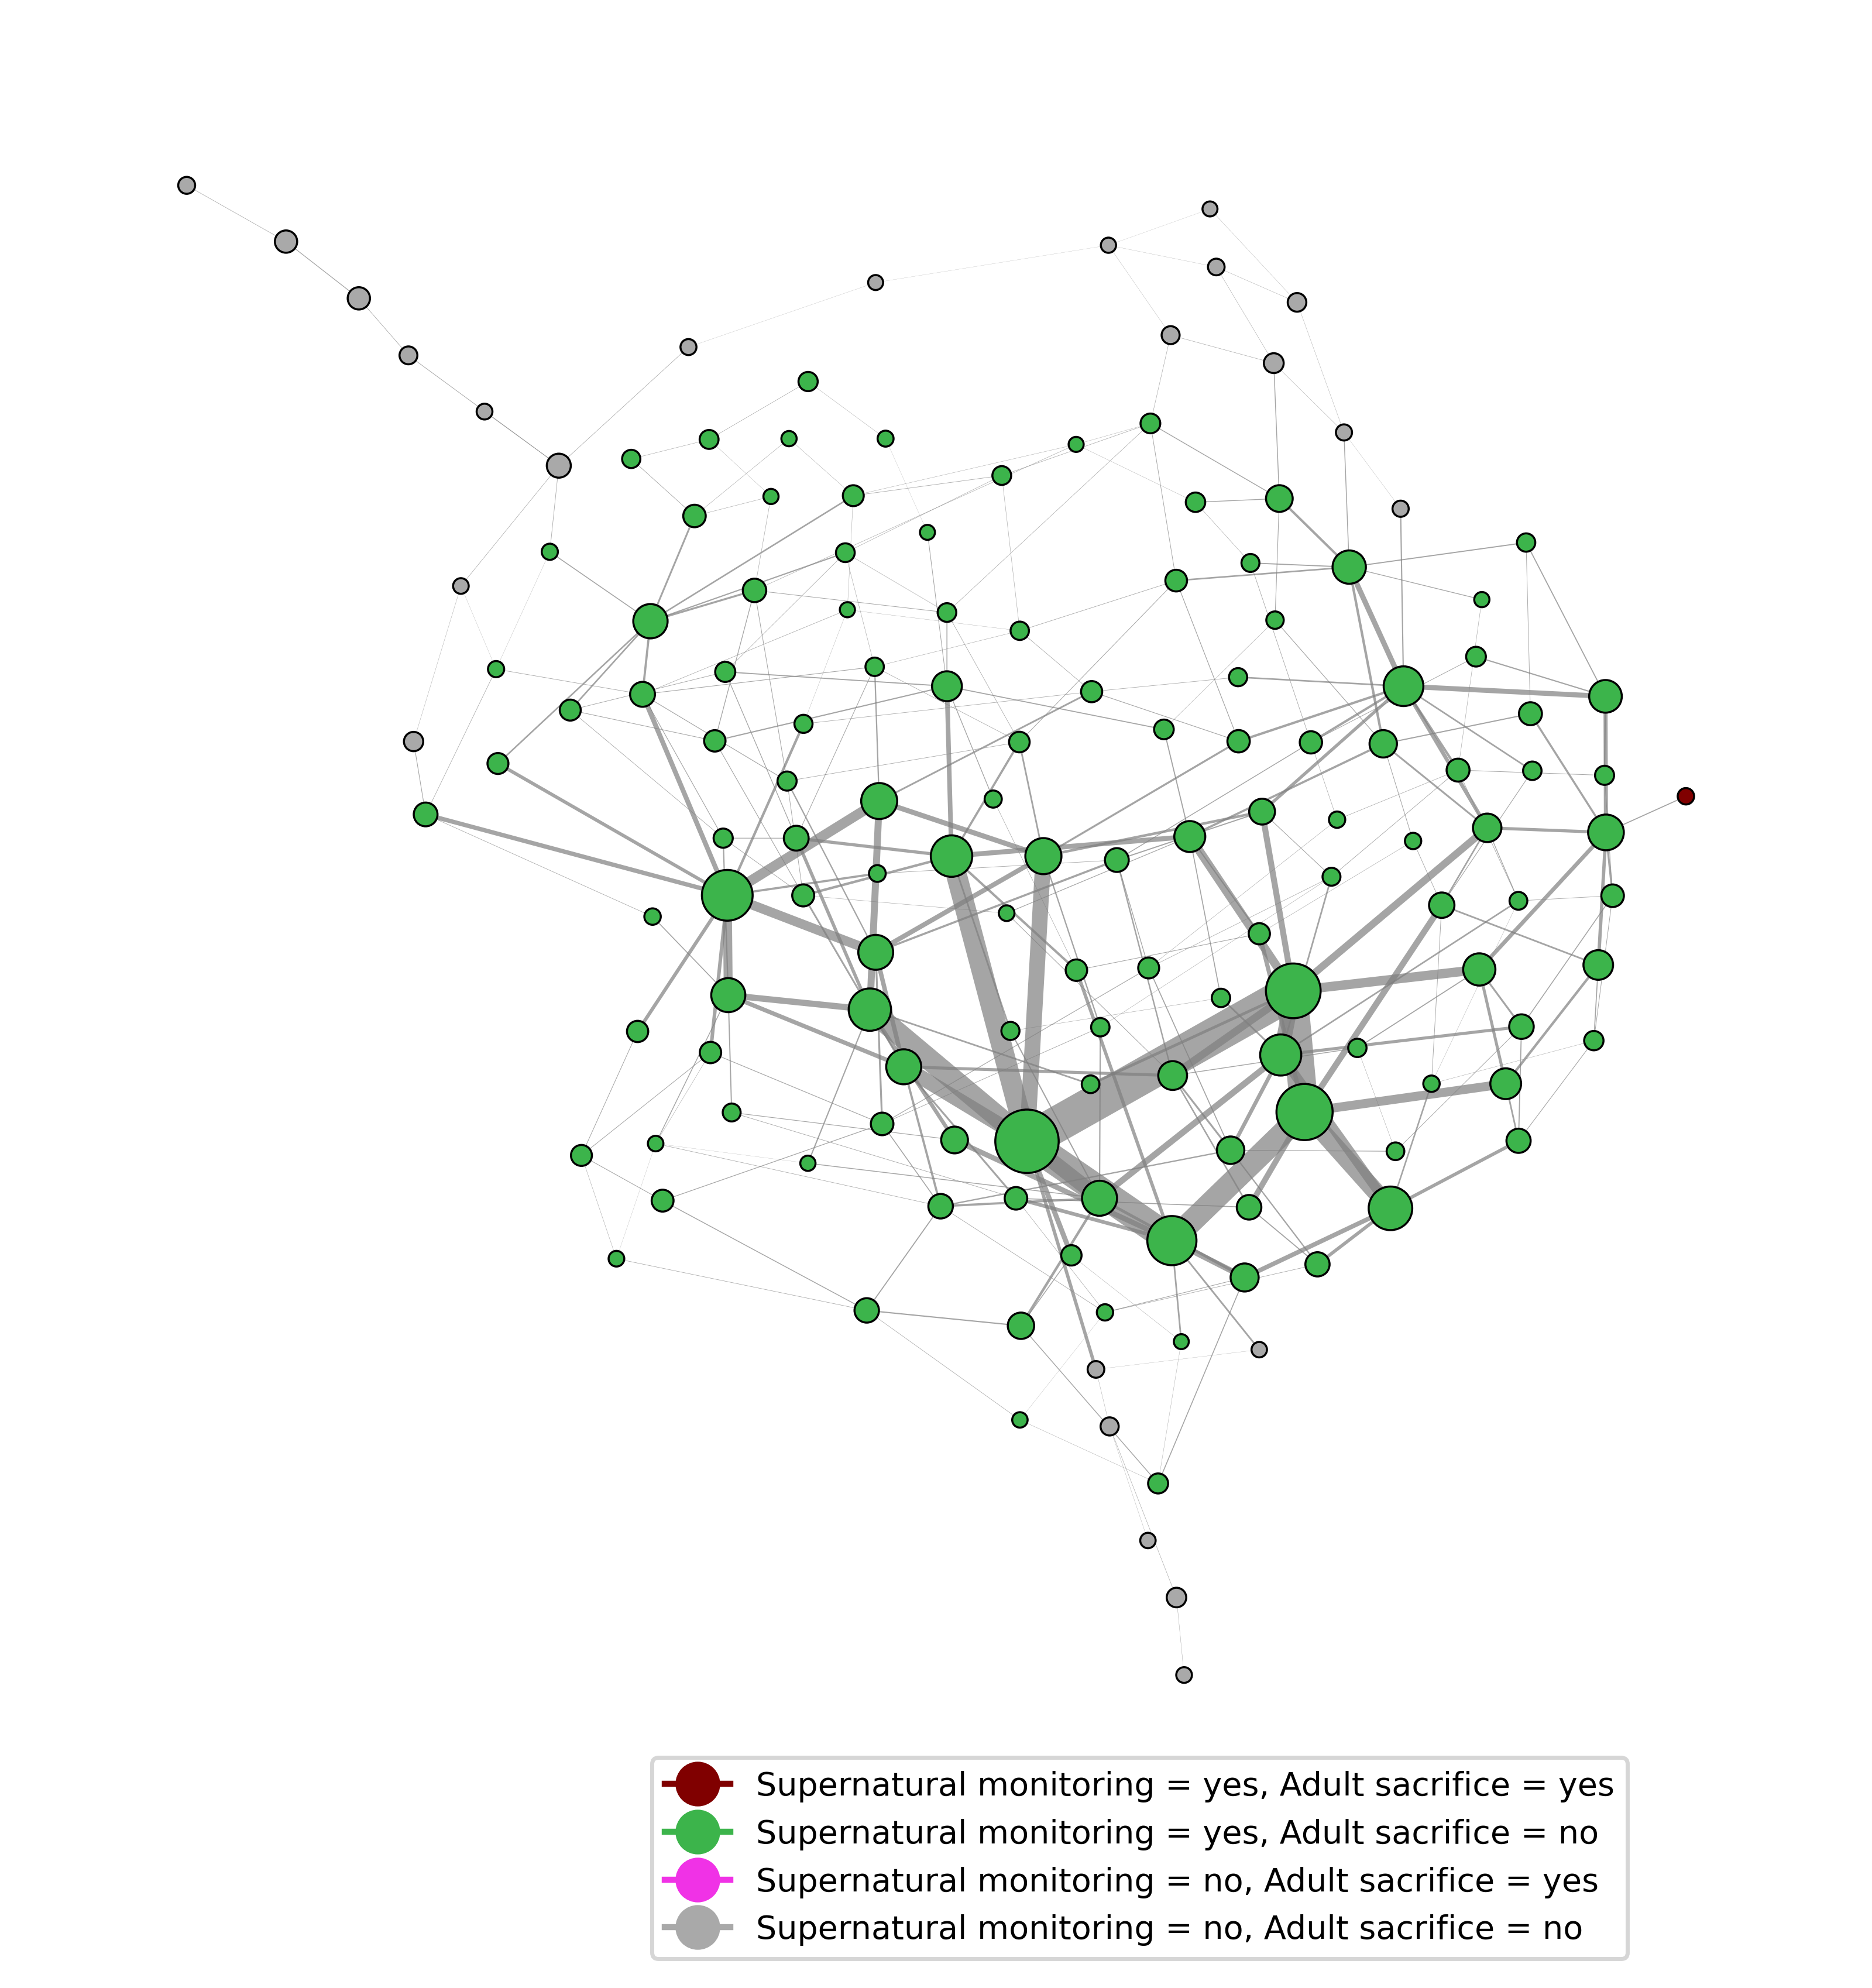 Supernatural monitoring = yes, Adult sacrifice = yes
Supernatural monitoring = yes, Adult sacrifice = no
Supernatural monitoring = no, Adult sacrifice = yes
Supernatural monitoring = no, Adult sacrifice = no